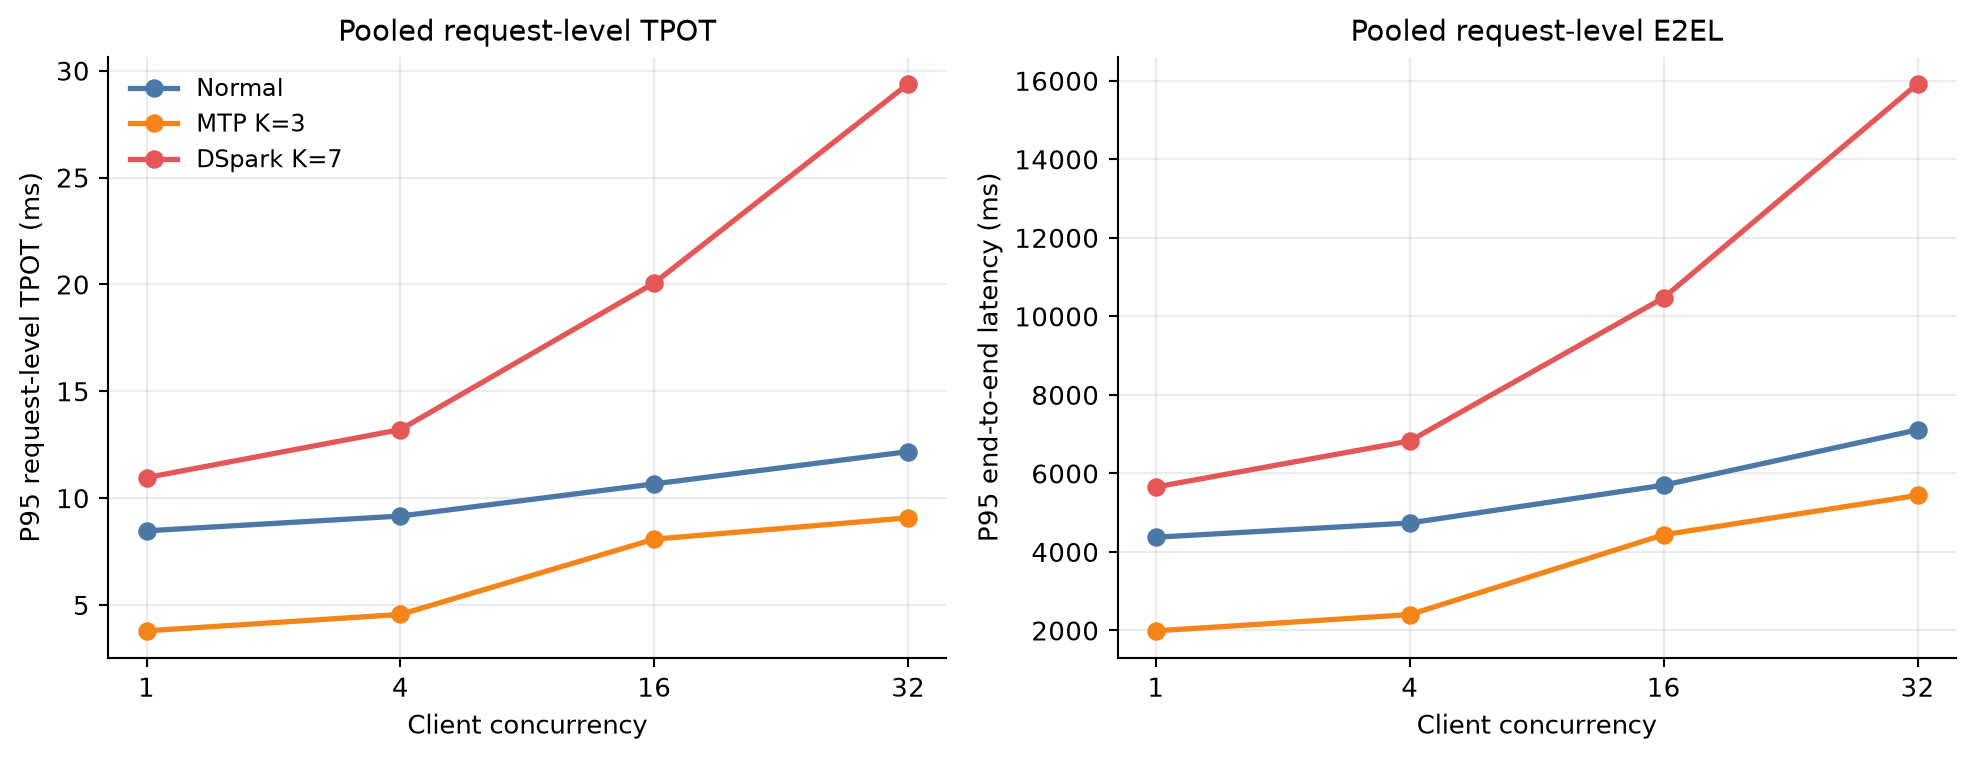 Pooled request-level TPOT
P95 request-level TPOT (ms)
30
25
20
15
10
5
Normal
MTP K=3
DSpark K=7
1 4 16 32
Client concurrency
Pooled request-level E2EL
P95 end-to-end latency (ms)
16000
14000
12000
10000
8000
6000
4000
2000
1 4 16 32
Client concurrency